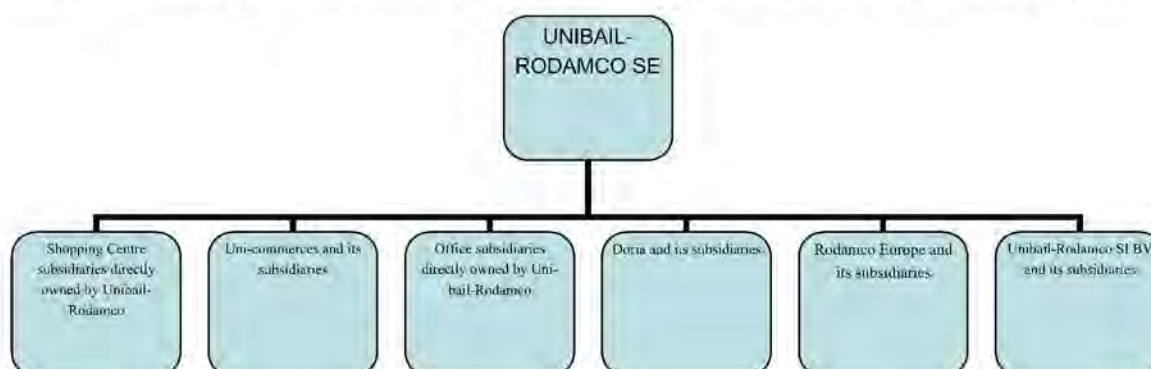 UNIBAIL-
RODAMCO SE
Shopping Centre
subsidiaries directly
owned by Unibail-
Rodamco
Uni-commerces and its
subsidiaries
Office subsidiaries
directly owned by Uni-
bail-Rodamco
Doria and its subsidiaries
Rodamco Europe and
its subsidiaries
Unibail-Rodamco SI BV
and its subsidiaries